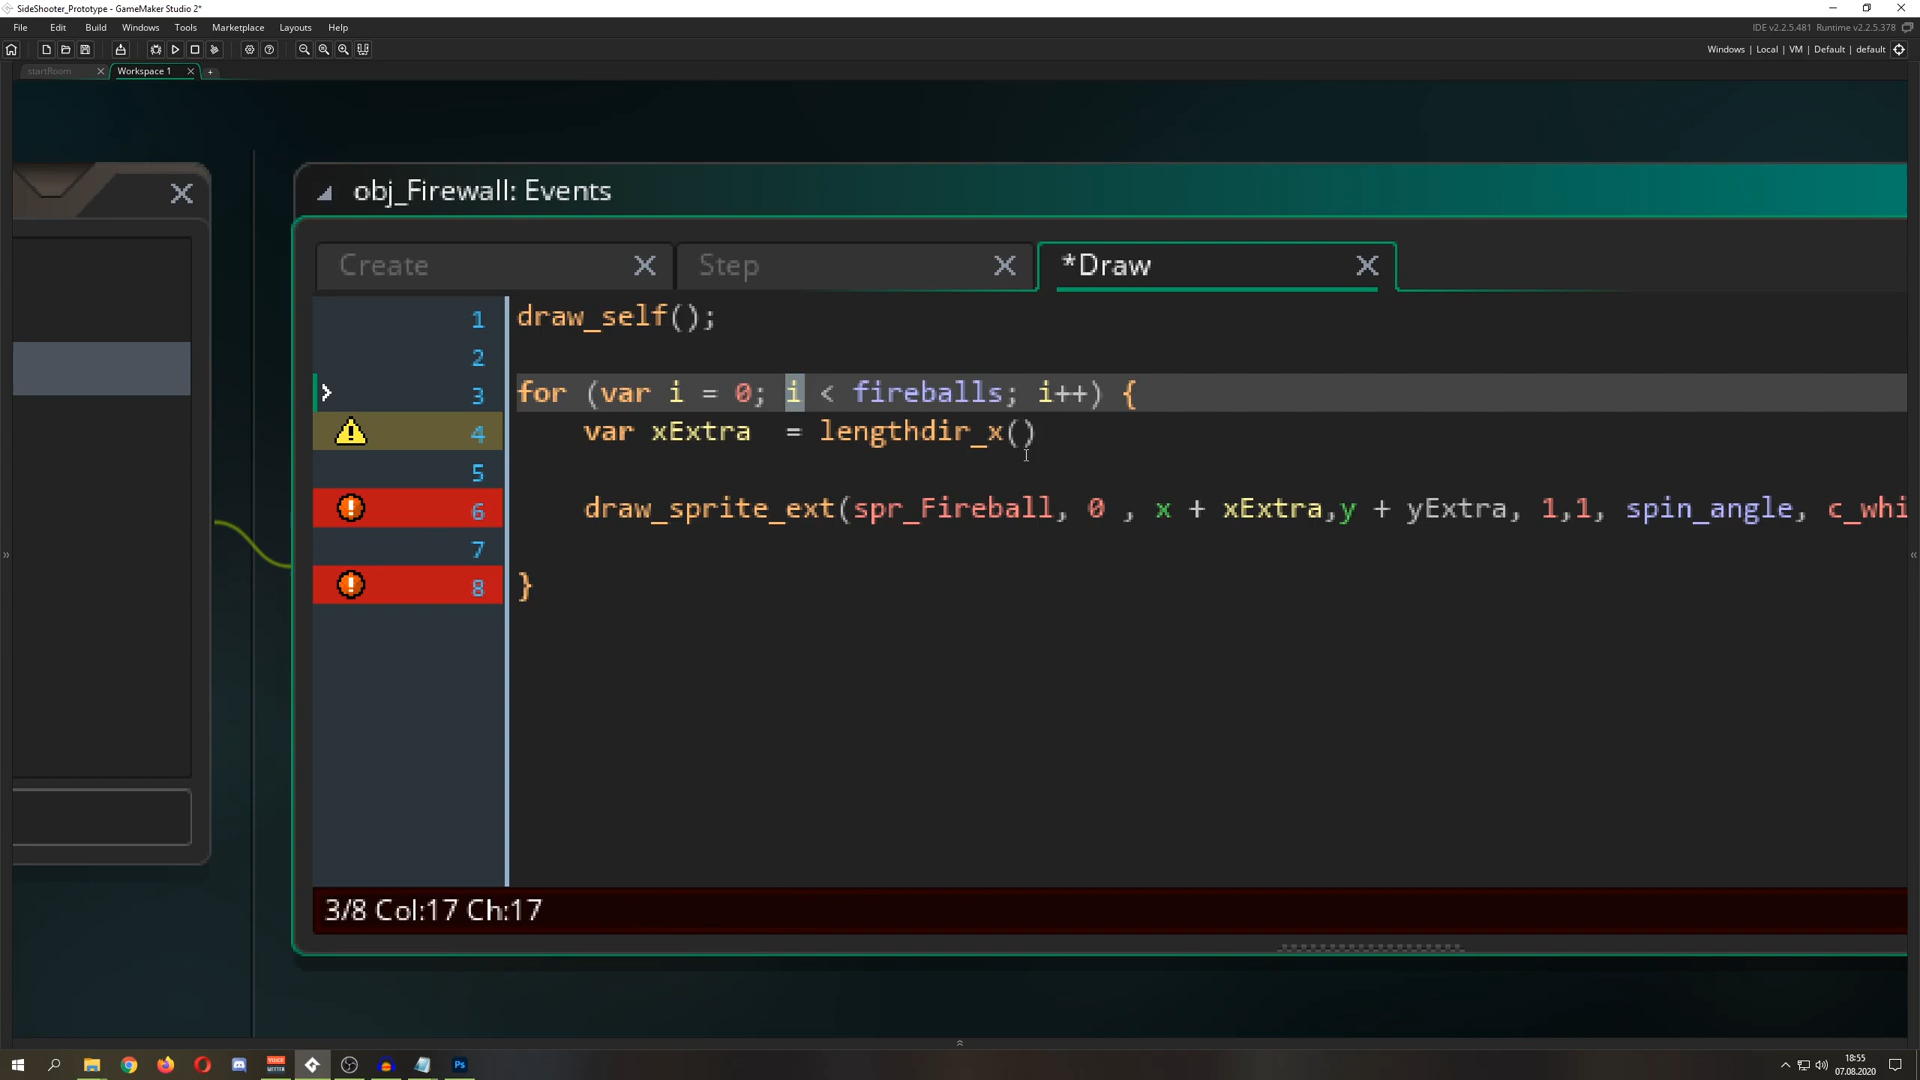 SideShooter_Prototype - GameMaker Studio 2*
File Edit Build Windows Tools Marketplace Layouts Help
IDE v2.2.5.481 Runtime v2.2.5.378
Windows | Local | VM | Default | default
startRoom Workspace 1
obj_Firewall: Events
Create Step *Draw
1 draw_self();
2
3 for (var i = 0; i < fireballs; i++) {
4 var xExtra = lengthdir_x()
5
6 draw_sprite_ext(spr_Fireball, 0 , x + xExtra,y + yExtra, 1,1, spin_angle, c_whi
7
8 }
3/8 Col:17 Ch:17
Ps
18:55
07.08.2020